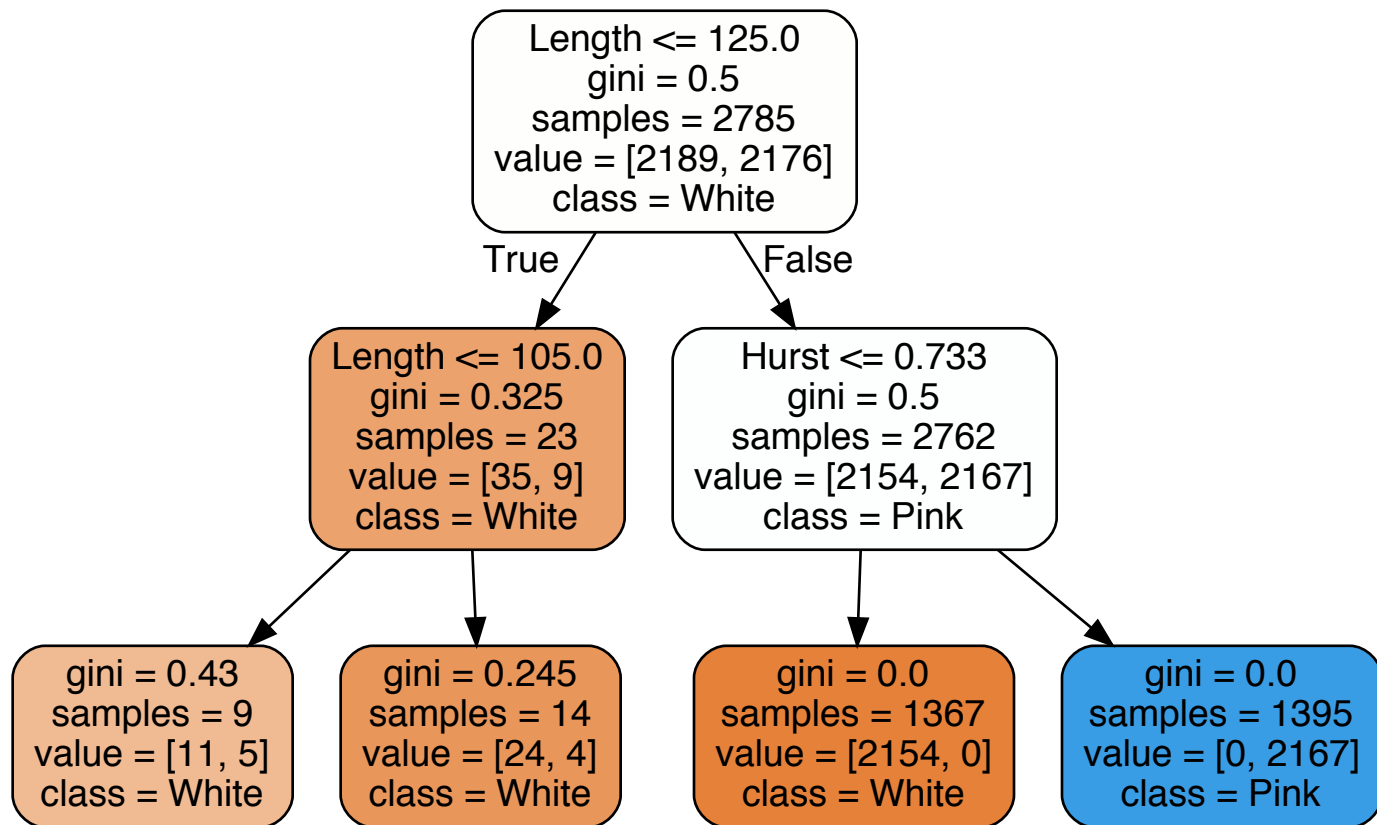 Length <= 125.0
gini = 0.5
samples = 2785
value = [2189, 2176]
class = White
True
False
Length <= 105.0
gini = 0.325
samples = 23
value = [35, 9]
class = White
Hurst <= 0.733
gini = 0.5
samples = 2762
value = [2154, 2167]
class = Pink
gini = 0.43
samples = 9
value = [11, 5]
class = White
gini = 0.245
samples = 14
value = [24, 4]
class = White
gini = 0.0
samples = 1367
value = [2154, 0]
class = White
gini = 0.0
samples = 1395
value = [0, 2167]
class = Pink